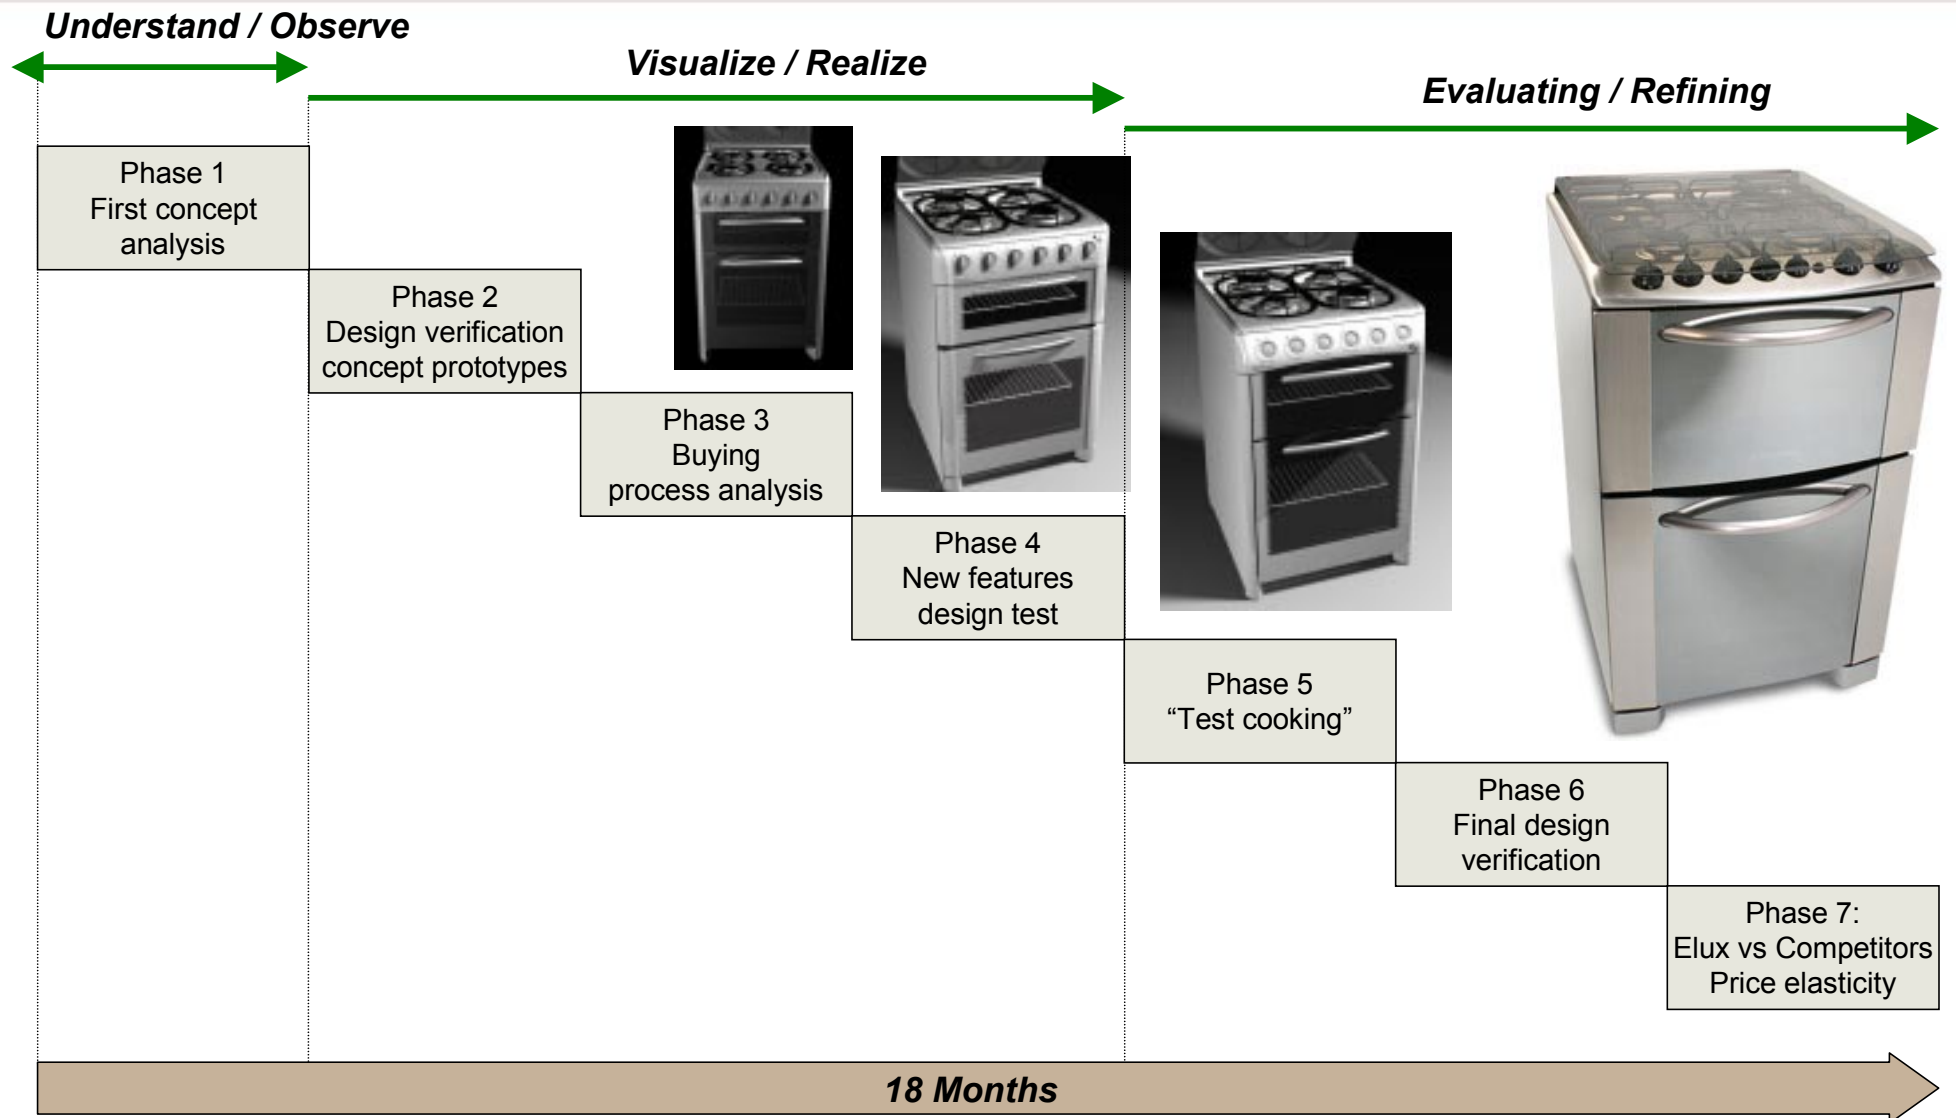 Understand / Observe
Visualize / Realize
Evaluating / Refining
Phase 1
First concept
analysis
Phase 2
Design verification
concept prototypes
Phase 3
Buying
process analysis
Phase 4
New features
design test
Phase 5
“Test cooking”
Phase 6
Final design
verification
Phase 7:
Elux vs Competitors
Price elasticity
18 Months